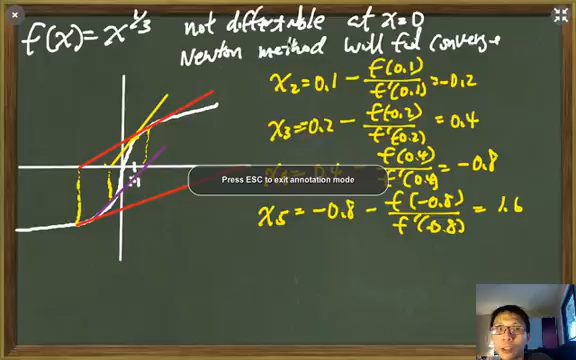 f(x) = x^{1/3} not differtable at x=0
Newton method will converge
x₂ = 0.1 − f(0.1)/f'(0.1) = −0.2
x₃ = 0.2 − f(0.2)/f'(0.2) = 0.4
f(0.4)/f'(0.4) = −0.8
Press ESC to exit annotation mode
x₅ = −0.8 − f(−0.8)/f'(−0.8) = 1.6